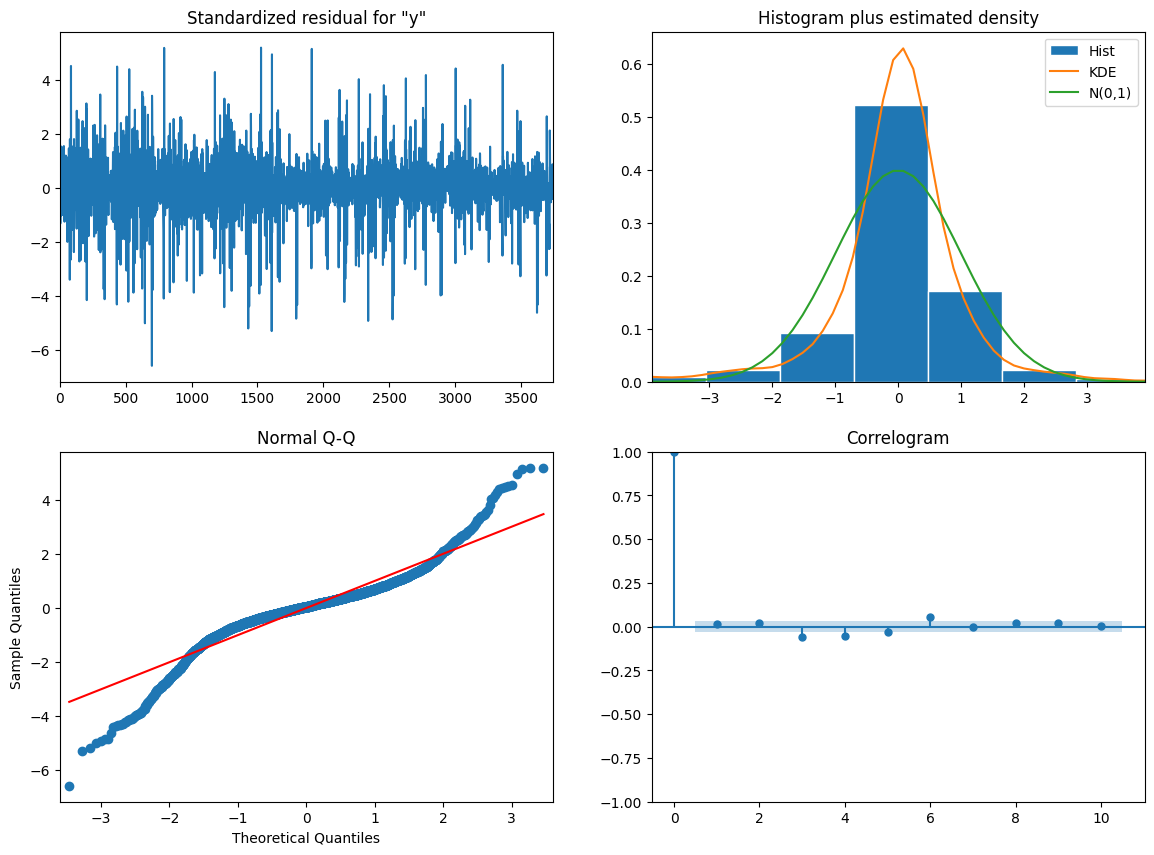 Standardized residual for "y"
4
2
0
−2
−4
−6
0 500 1000 1500 2000 2500 3000 3500
Histogram plus estimated density
Hist
KDE
N(0,1)
0.6
0.5
0.4
0.3
0.2
0.1
0.0
−3 −2 −1 0 1 2 3
Normal Q-Q
Sample Quantiles
4
2
0
−2
−4
−6
−3 −2 −1 0 1 2 3
Theoretical Quantiles
Correlogram
1.00
0.75
0.50
0.25
0.00
−0.25
−0.50
−0.75
−1.00
0 2 4 6 8 10